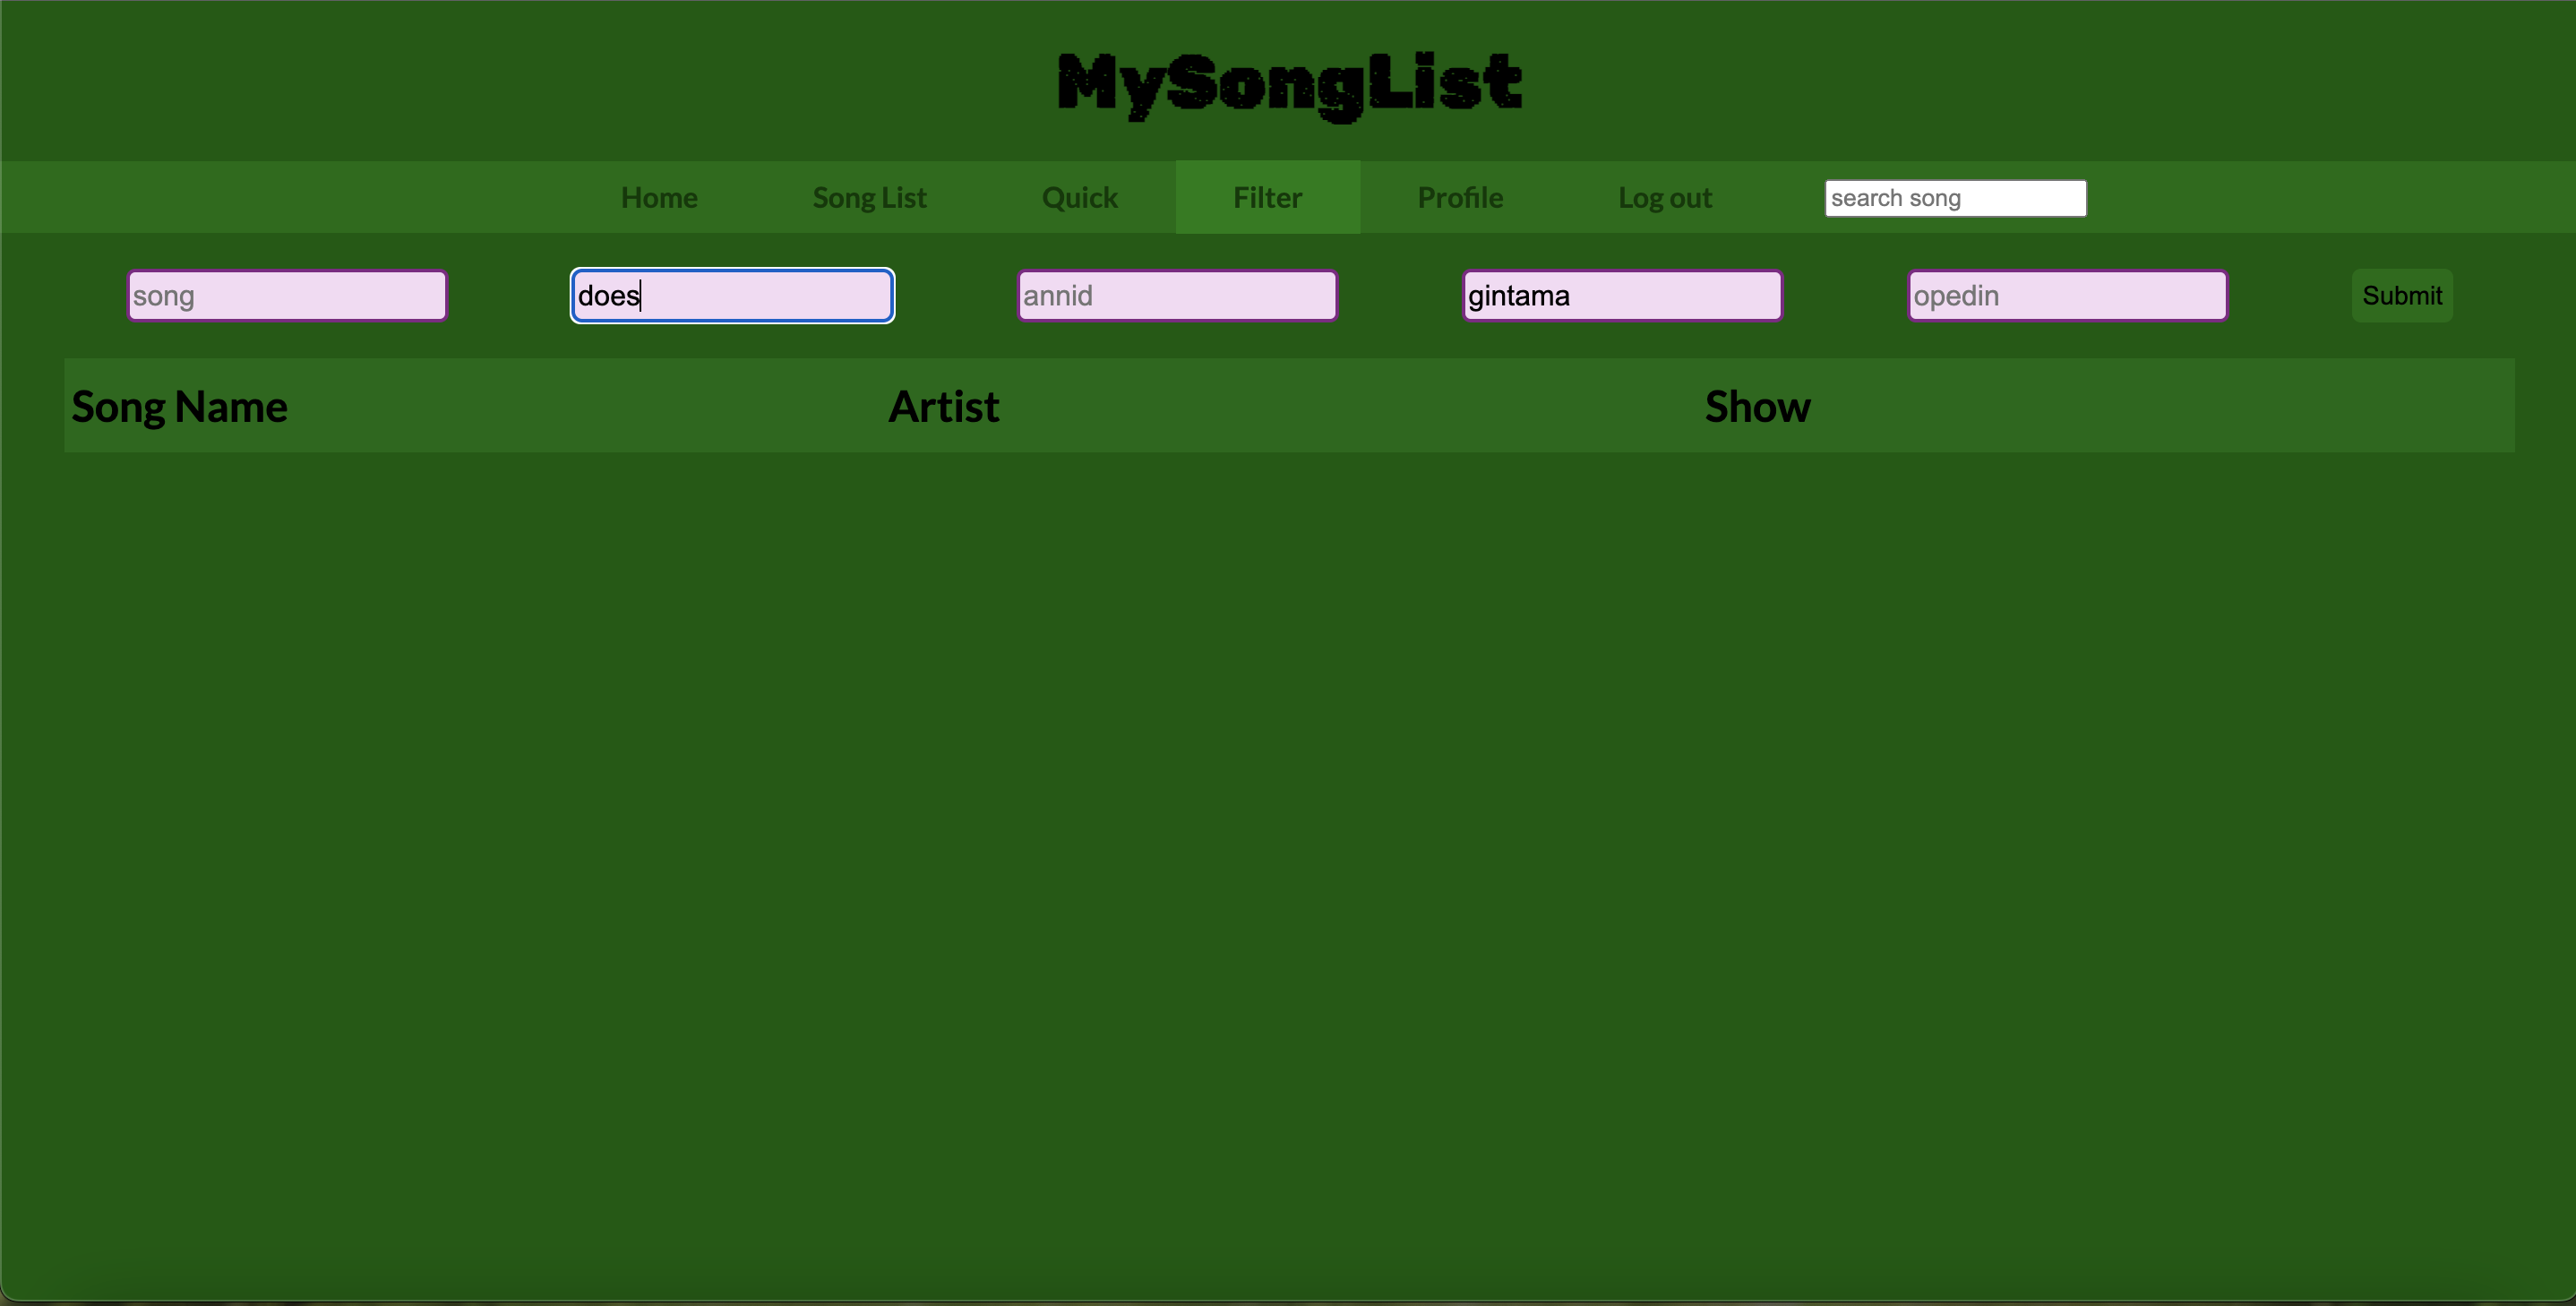 MySongList
Home Song List Quick Filter Profile Log out search song
song does annid gintama opedin Submit
Song Name Artist Show